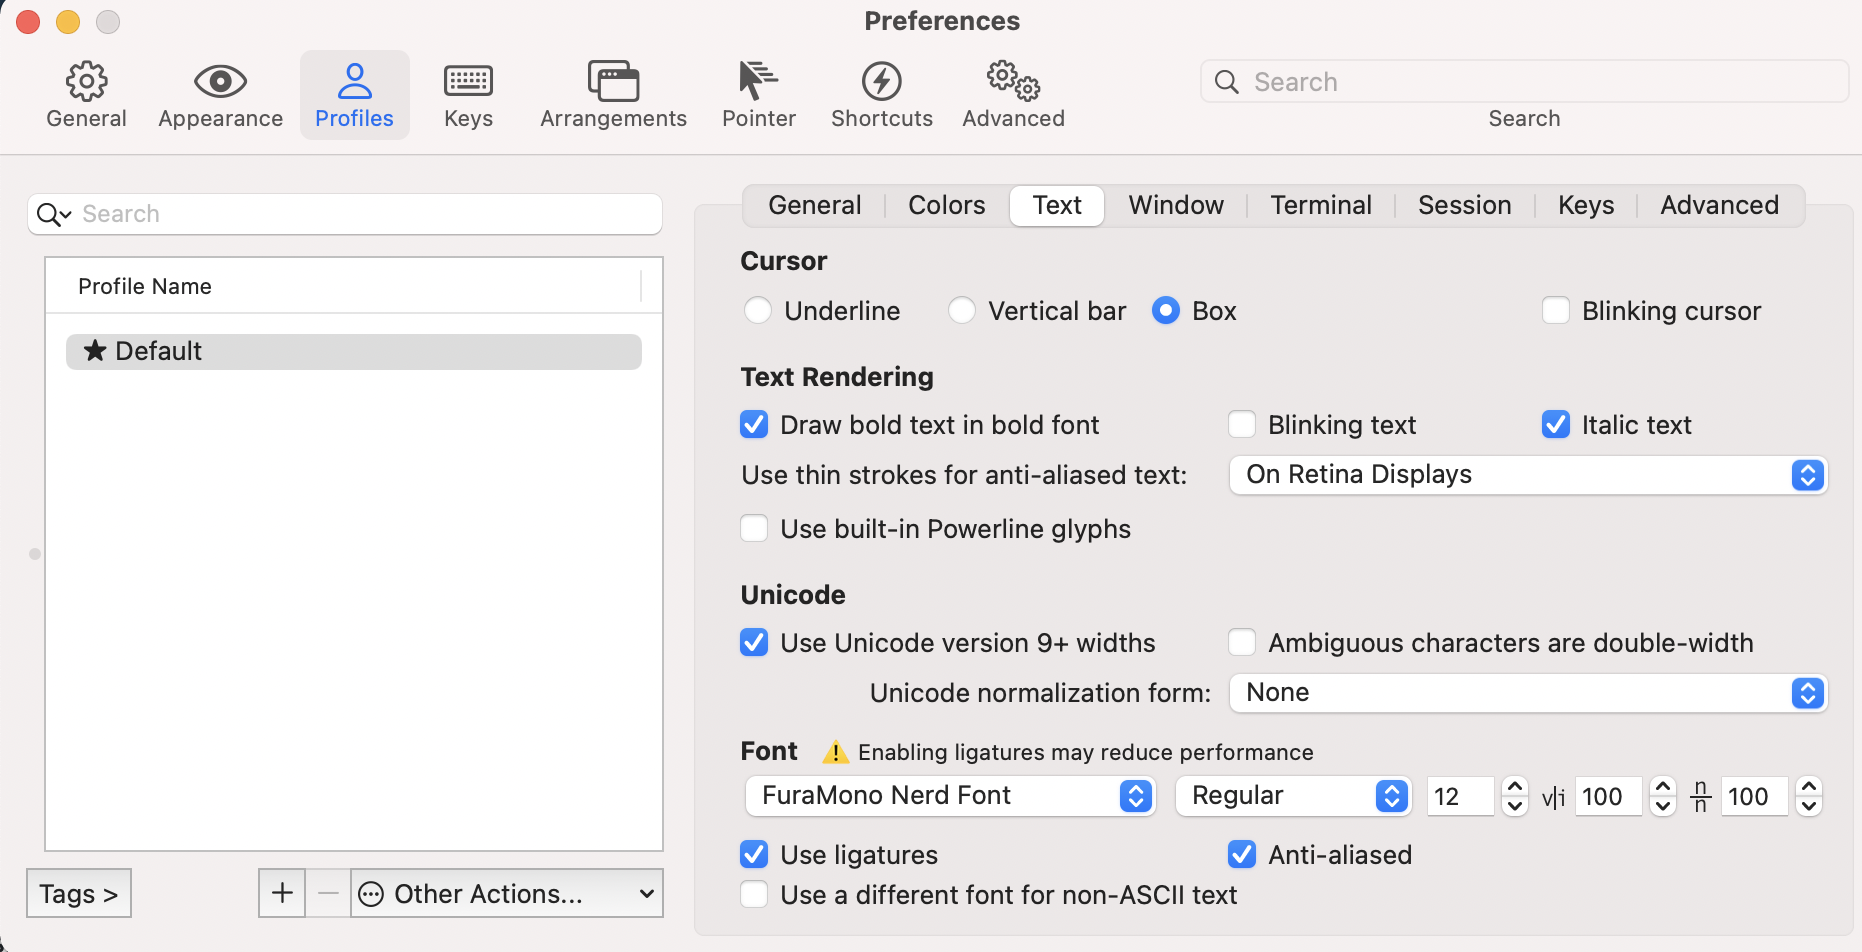 Preferences
General Appearance Profiles Keys Arrangements Pointer Shortcuts Advanced
Search
Search
Search
Profile Name
★ Default
Tags >
+ − Other Actions...
General Colors Text Window Terminal Session Keys Advanced
Cursor
Underline Vertical bar Box Blinking cursor
Text Rendering
Draw bold text in bold font Blinking text Italic text
Use thin strokes for anti-aliased text: On Retina Displays
Use built-in Powerline glyphs
Unicode
Use Unicode version 9+ widths Ambiguous characters are double-width
Unicode normalization form: None
Font Enabling ligatures may reduce performance
FuraMono Nerd Font Regular 12 v|i 100 n/n 100
Use ligatures Anti-aliased
Use a different font for non-ASCII text